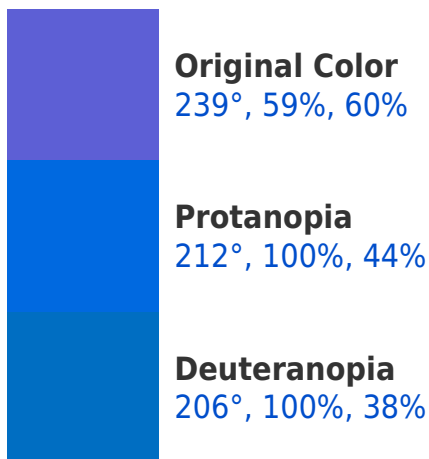 Original Color
239°, 59%, 60%
Protanopia
212°, 100%, 44%
Deuteranopia
206°, 100%, 38%